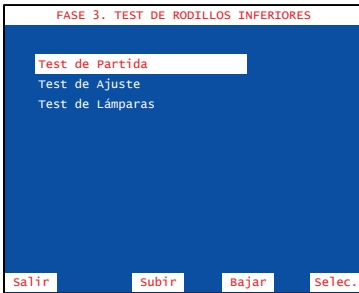 FASE 3. TEST DE RODILLOS INFERIORES
Test de Partida
Test de Ajuste
Test de Lámparas
Salir Subir Bajar Selec.